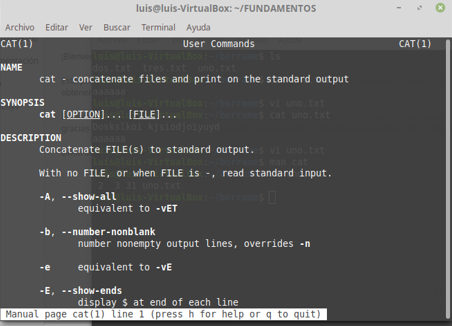 luis@luis-VirtualBox: ~/FUNDAMENTOS
Archivo Editar Ver Buscar Terminal Ayuda
CAT(1) User Commands CAT(1)
NAME
cat - concatenate files and print on the standard output
SYNOPSIS
cat [OPTION]... [FILE]...
DESCRIPTION
Concatenate FILE(s) to standard output.
With no FILE, or when FILE is -, read standard input.
-A, --show-all
equivalent to -vET
-b, --number-nonblank
number nonempty output lines, overrides -n
-e equivalent to -vE
-E, --show-ends
display $ at end of each line
Manual page cat(1) line 1 (press h for help or q to quit)